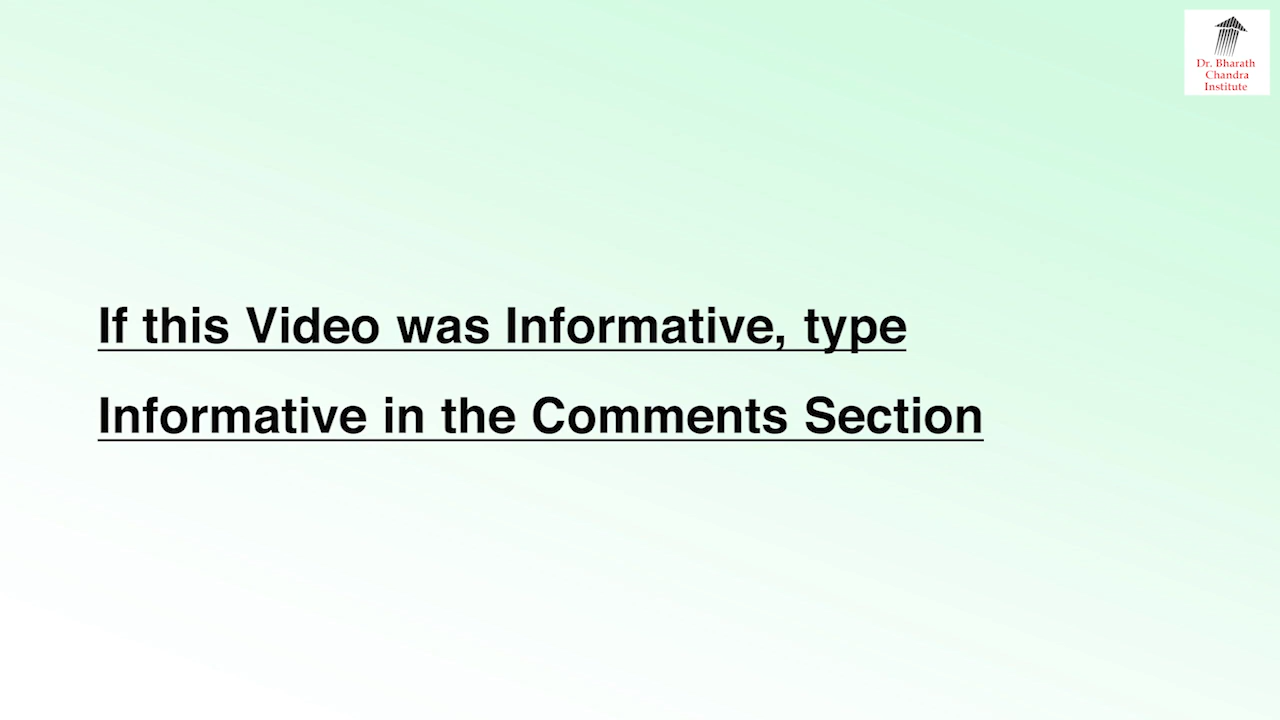 Dr. Bharath
Chandra
Institute
If this Video was Informative, type
Informative in the Comments Section